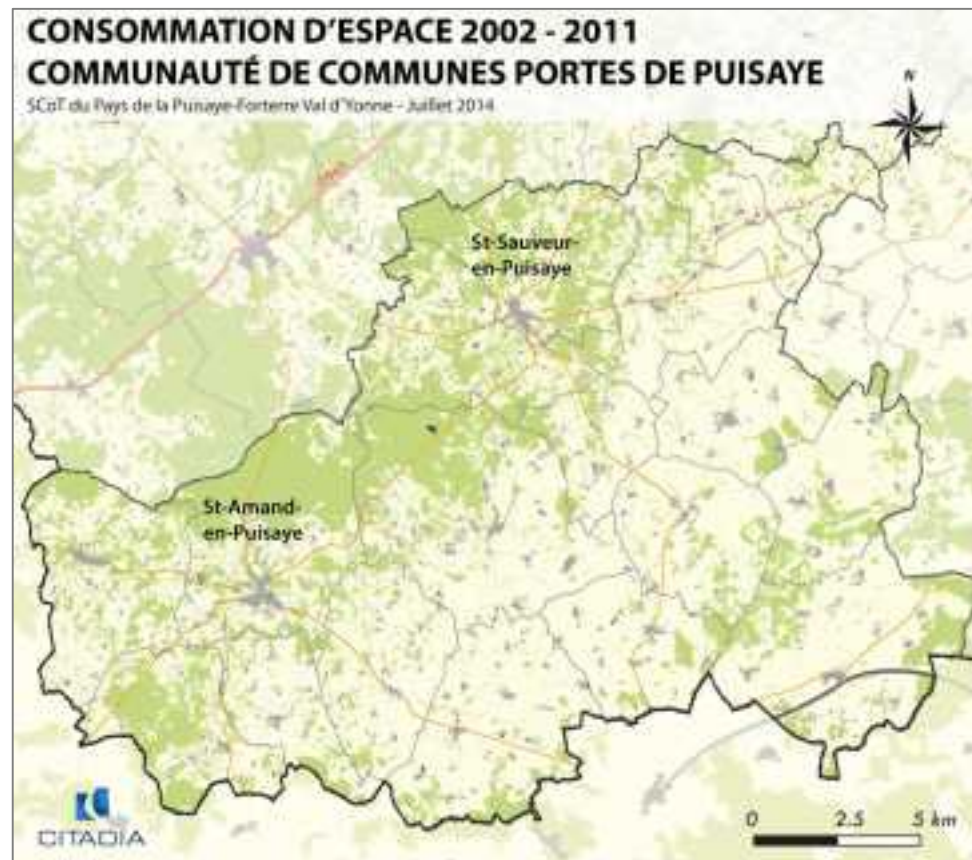 CONSOMMATION D'ESPACE 2002 - 2011
COMMUNAUTÉ DE COMMUNES PORTES DE PUISAYE
SCoT du Pays de la Puisaye-Forterre Val d'Yonne - Juillet 2014
N
St-Sauveur-
en-Puisaye
St-Amand-
en-Puisaye
CITADIA
0 2.5 5 km